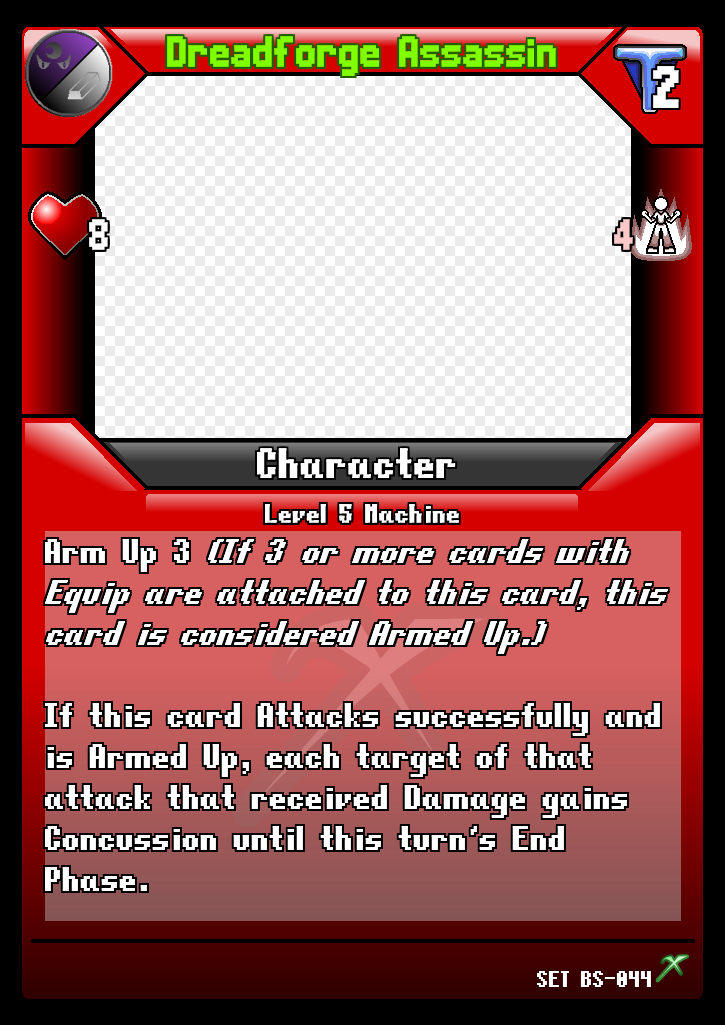 Dreadforge Assassin
2
8
4
Character
Level 5 Machine
Arm Up 3 (If 3 or more cards with
Equip are attached to this card, this
card is considered Armed Up.)
If this card Attacks successfully and
is Armed Up, each target of that
attack that received Damage gains
Concussion until this turn's End
Phase.
SET BS-044